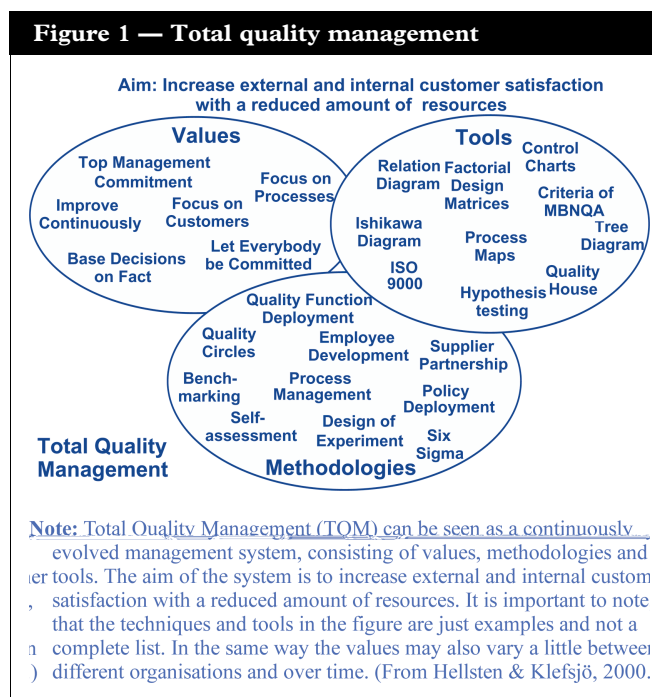 Figure 1 — Total quality management
Aim: Increase external and internal customer satisfaction
with a reduced amount of resources
Values
Top Management
Commitment
Focus on
Processes
Improve
Continuously
Focus on
Customers
Base Decisions
on Fact
Let Everybody
be Committed
Tools
Control
Charts
Relation
Diagram
Factorial
Design
Matrices
Criteria of
MBNQA
Ishikawa
Diagram
Process
Maps
Tree
Diagram
ISO
9000
Quality
House
Hypothesis
testing
Quality Function
Deployment
Quality
Circles
Employee
Development
Supplier
Partnership
Bench-
marking
Process
Management
Policy
Deployment
Self-
assessment
Design of
Experiment
Six
Sigma
Methodologies
Total Quality
Management
Note: Total Quality Management (TQM) can be seen as a continuously
evolved management system, consisting of values, methodologies and
er tools. The aim of the system is to increase external and internal custom
, satisfaction with a reduced amount of resources. It is important to note
that the techniques and tools in the figure are just examples and not a
n complete list. In the same way the values may also vary a little between
) different organisations and over time. (From Hellsten & Klefsjö, 2000.